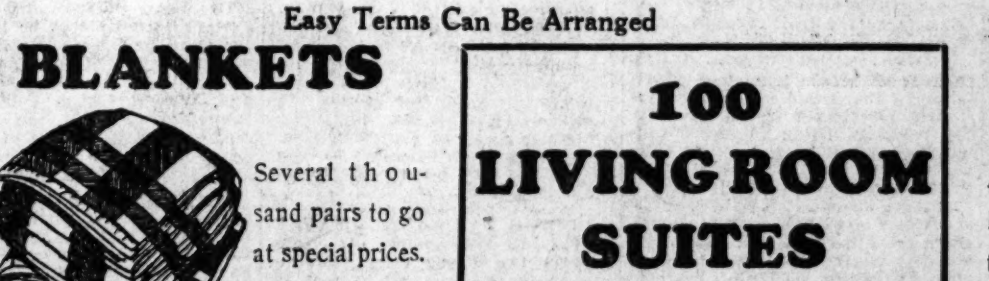 Easy Terms Can Be Arranged
BLANKETS
Several thou-
sand pairs to go
at special prices.
100
LIVING ROOM
SUITES